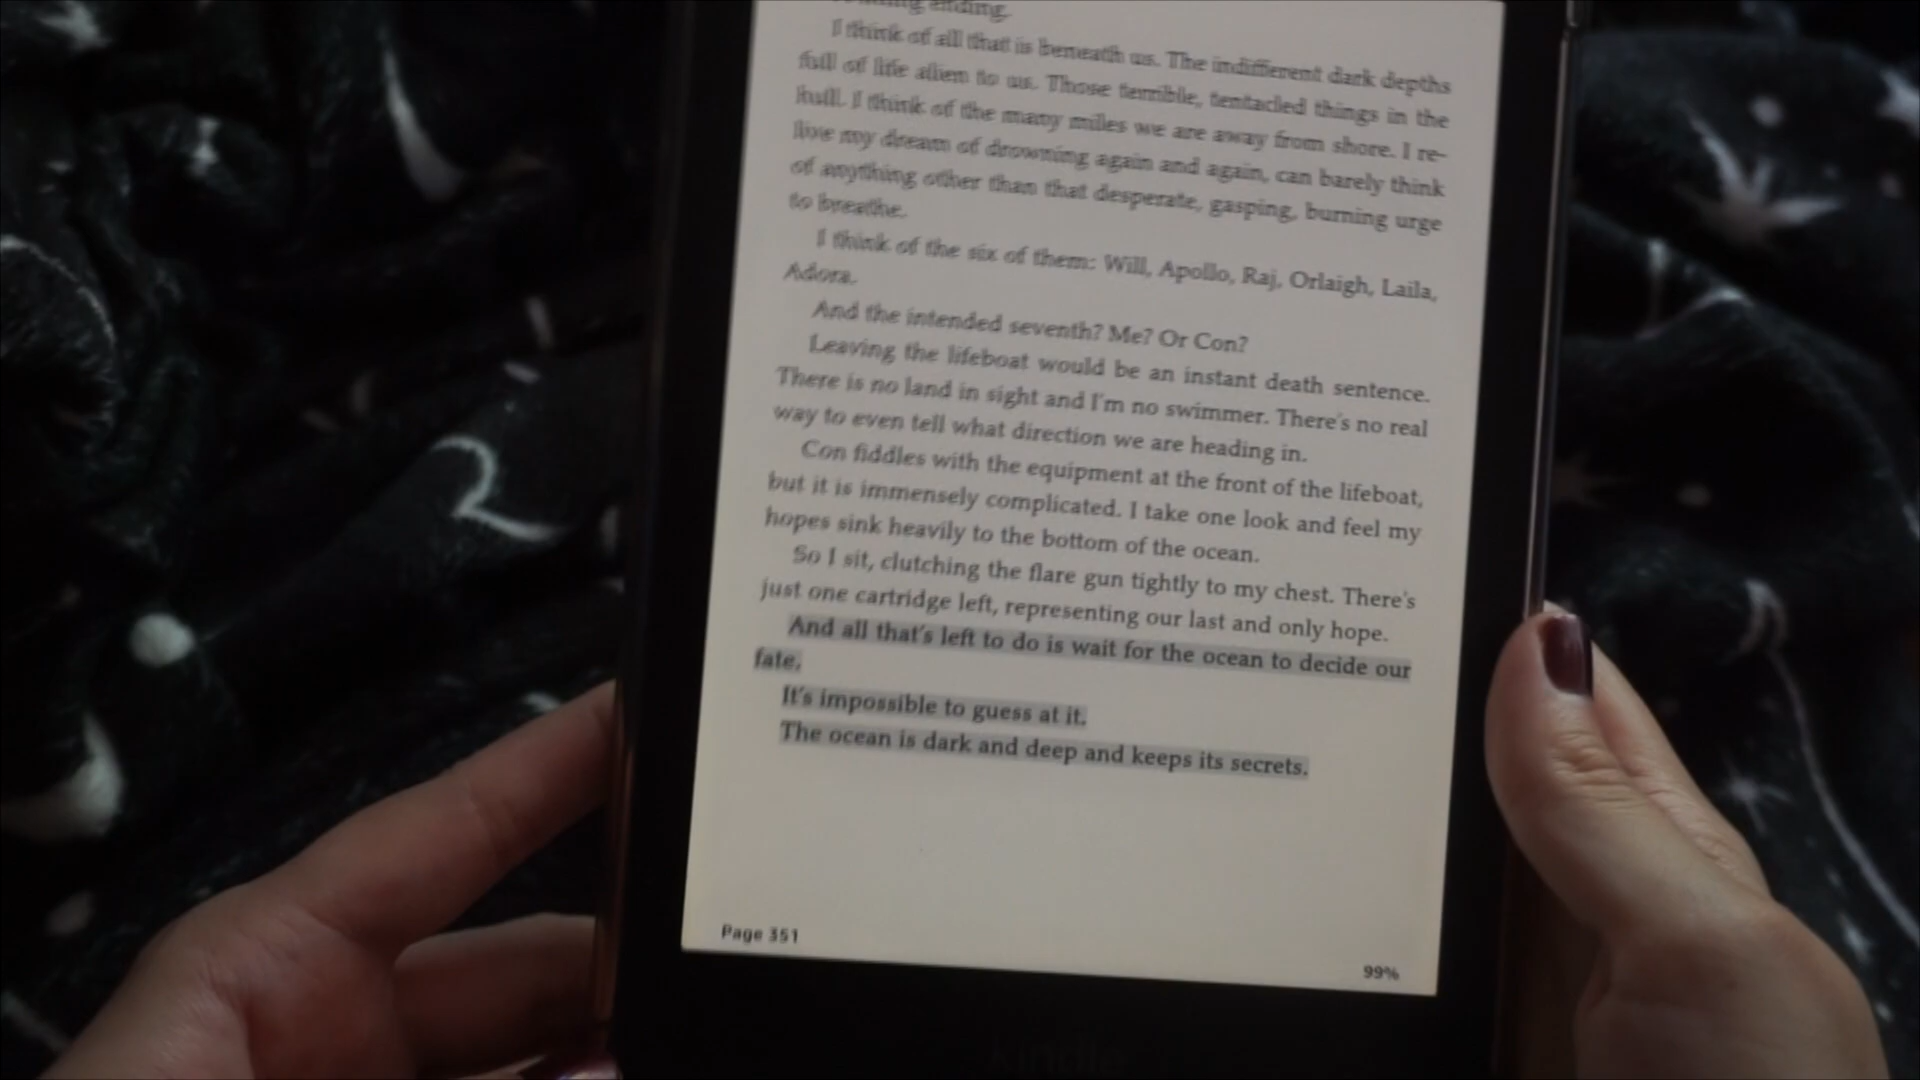 ending.
I think of all that is beneath us. The indifferent dark depths
full of life alien to us. Those terrible, tentacled things in the
hull. I think of the many miles we are away from shore. I re-
live my dream of drowning again and again, can barely think
of anything other than that desperate, gasping, burning urge
to breathe.
I think of the six of them: Will, Apollo, Raj, Orlaigh, Laila,
Adora.
And the intended seventh? Me? Or Con?
Leaving the lifeboat would be an instant death sentence.
There is no land in sight and I'm no swimmer. There's no real
way to even tell what direction we are heading in.
Con fiddles with the equipment at the front of the lifeboat,
but it is immensely complicated. I take one look and feel my
hopes sink heavily to the bottom of the ocean.
So I sit, clutching the flare gun tightly to my chest. There's
just one cartridge left, representing our last and only hope.
And all that's left to do is wait for the ocean to decide our
fate.
It's impossible to guess at it.
The ocean is dark and deep and keeps its secrets.
Page 351
99%
kindle